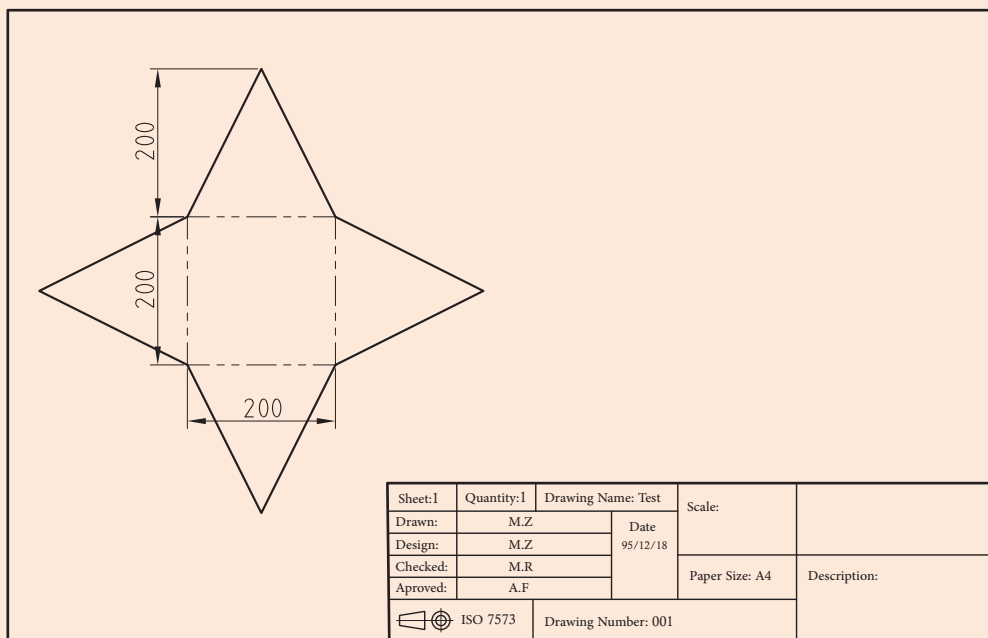 200
200
200
Sheet:1 Quantity:1 Drawing Name: Test Scale:
Drawn: M.Z Date
Design: M.Z 95/12/18
Checked: M.R Paper Size: A4 Description:
Aproved: A.F
ISO 7573 Drawing Number: 001